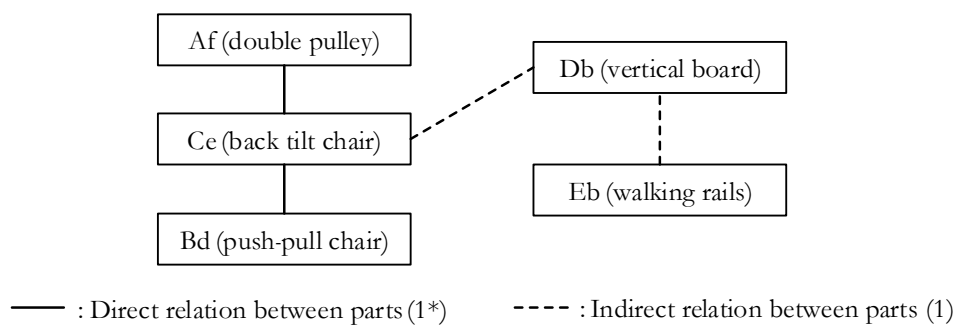 Af (double pulley)
Db (vertical board)
Ce (back tilt chair)
Eb (walking rails)
Bd (push-pull chair)
: Direct relation between parts (1*)
: Indirect relation between parts (1)